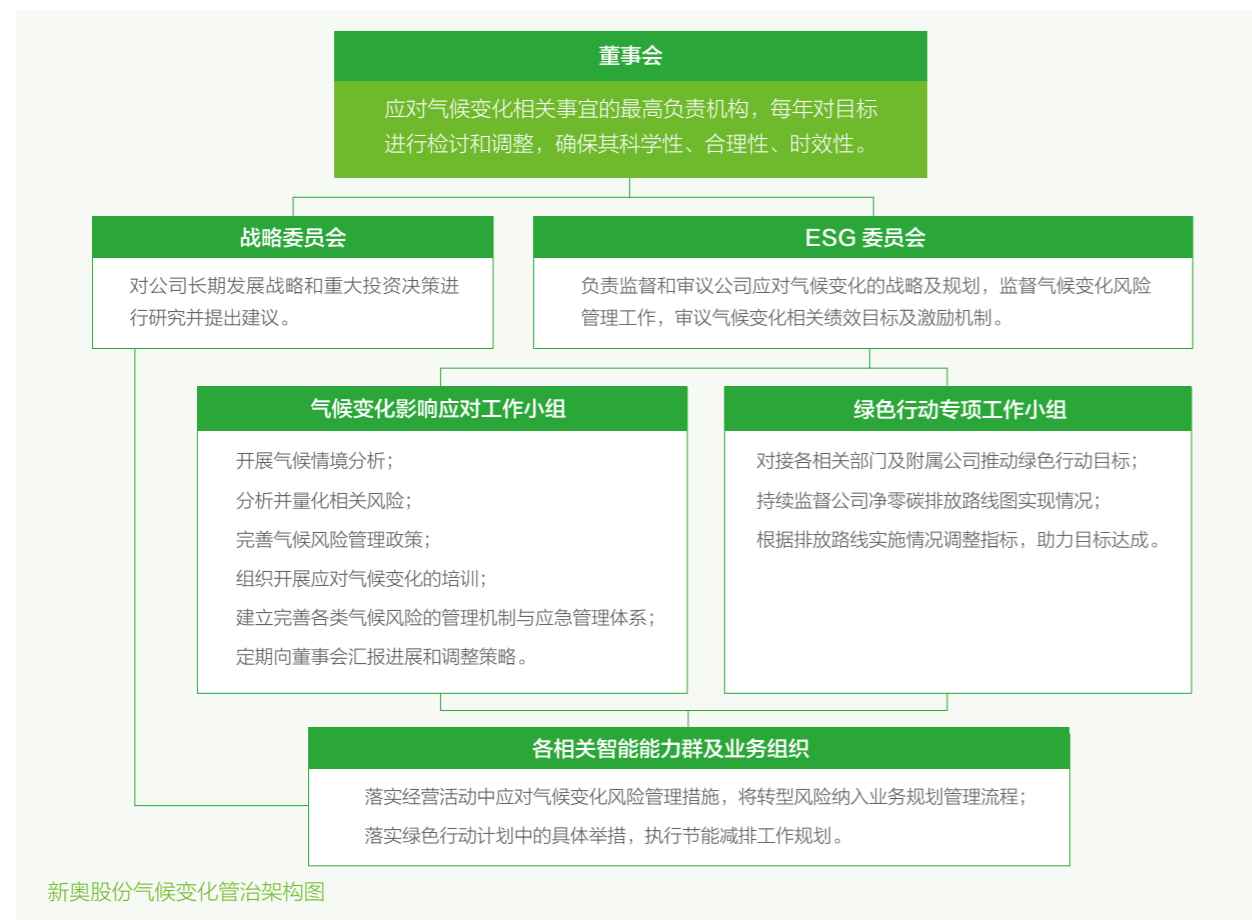 董事会
应对气候变化相关事宜的最高负责机构，每年对目标
进行检讨和调整，确保其科学性、合理性、时效性。
战略委员会
对公司长期发展战略和重大投资决策进
行研究并提出建议。
ESG 委员会
负责监督和审议公司应对气候变化的战略及规划，监督气候变化风险
管理工作，审议气候变化相关绩效目标及激励机制。
气候变化影响应对工作小组
开展气候情境分析；
分析并量化相关风险；
完善气候风险管理政策；
组织开展应对气候变化的培训；
建立完善各类气候风险的管理机制与应急管理体系；
定期向董事会汇报进展和调整策略。
绿色行动专项工作小组
对接各相关部门及附属公司推动绿色行动目标；
持续监督公司净零碳排放路线图实现情况；
根据排放路线实施情况调整指标，助力目标达成。
各相关智能能力群及业务组织
落实经营活动中应对气候变化风险管理措施，将转型风险纳入业务规划管理流程；
落实绿色行动计划中的具体举措，执行节能减排工作规划。
新奥股份气候变化管治架构图